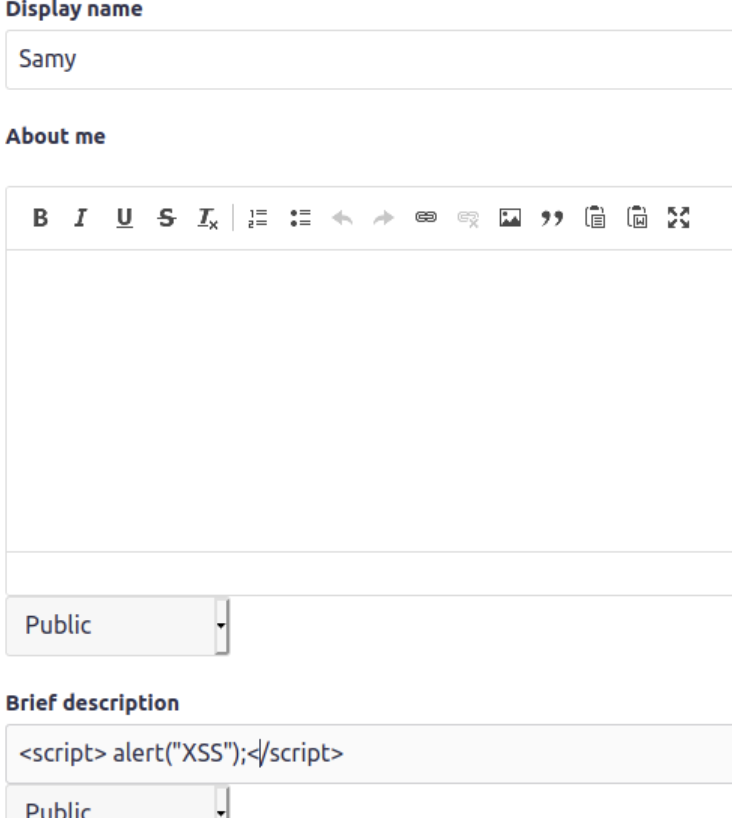 Display name
Samy
About me
B I U S Tx
Public
Brief description
<script> alert("XSS");</script>
Public